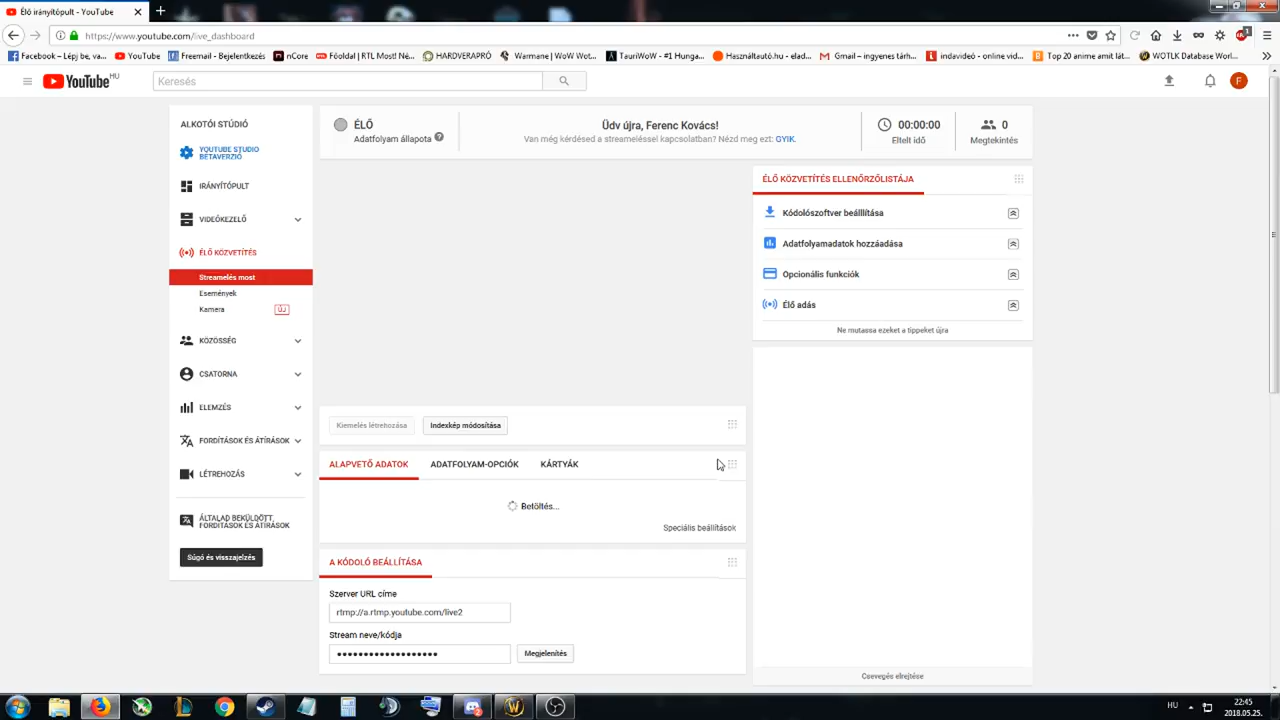 Élő irányítópult - YouTube
https://www.youtube.com/live_dashboard
Facebook – Lépj be, va...
YouTube
Freemail - Bejelentkezés
nCore
Főoldal | RTL Most! Né...
HARDVERAPRÓ
Warmane | WoW Wot...
TauriWoW - #1 Hunga...
Használtautó.hu - elad...
Gmail – ingyenes tárh...
indavideó - online vid...
Top 20 anime amit lát...
WOTLK Database Worl...
YouTube HU
Keresés
F
ALKOTÓI STÚDIÓ
YOUTUBE STUDIO
BÉTAVERZIÓ
IRÁNYÍTÓPULT
VIDEÓKEZELŐ
ÉLŐ KÖZVETÍTÉS
Streamelés most
Események
Kamera
ÚJ
KÖZÖSSÉG
CSATORNA
ELEMZÉS
FORDÍTÁSOK ÉS ÁTÍRÁSOK
LÉTREHOZÁS
ÁLTALAD BEKÜLDÖTT
FORDÍTÁSOK ÉS ÁTÍRÁSOK
Súgó és visszajelzés
ÉLŐ
Adatfolyam állapota
Üdv újra, Ferenc Kovács!
Van még kérdésed a streameléssel kapcsolatban? Nézd meg ezt: GYIK.
00:00:00
Eltelt idő
0
Megtekintés
Kiemelés létrehozása
Indexkép módosítása
ALAPVETŐ ADATOK
ADATFOLYAM-OPCIÓK
KÁRTYÁK
Betöltés...
Speciális beállítások
A KÓDOLÓ BEÁLLÍTÁSA
Szerver URL címe
rtmp://a.rtmp.youtube.com/live2
Stream neve/kódja
•••••••••••••••••••
Megjelenítés
ÉLŐ KÖZVETÍTÉS ELLENŐRZŐLISTÁJA
Kódolószoftver beállítása
Adatfolyamadatok hozzáadása
Opcionális funkciók
Élő adás
Ne mutassa ezeket a tippeket újra
Csevegés elrejtése
HU
22:45
2018.05.25.